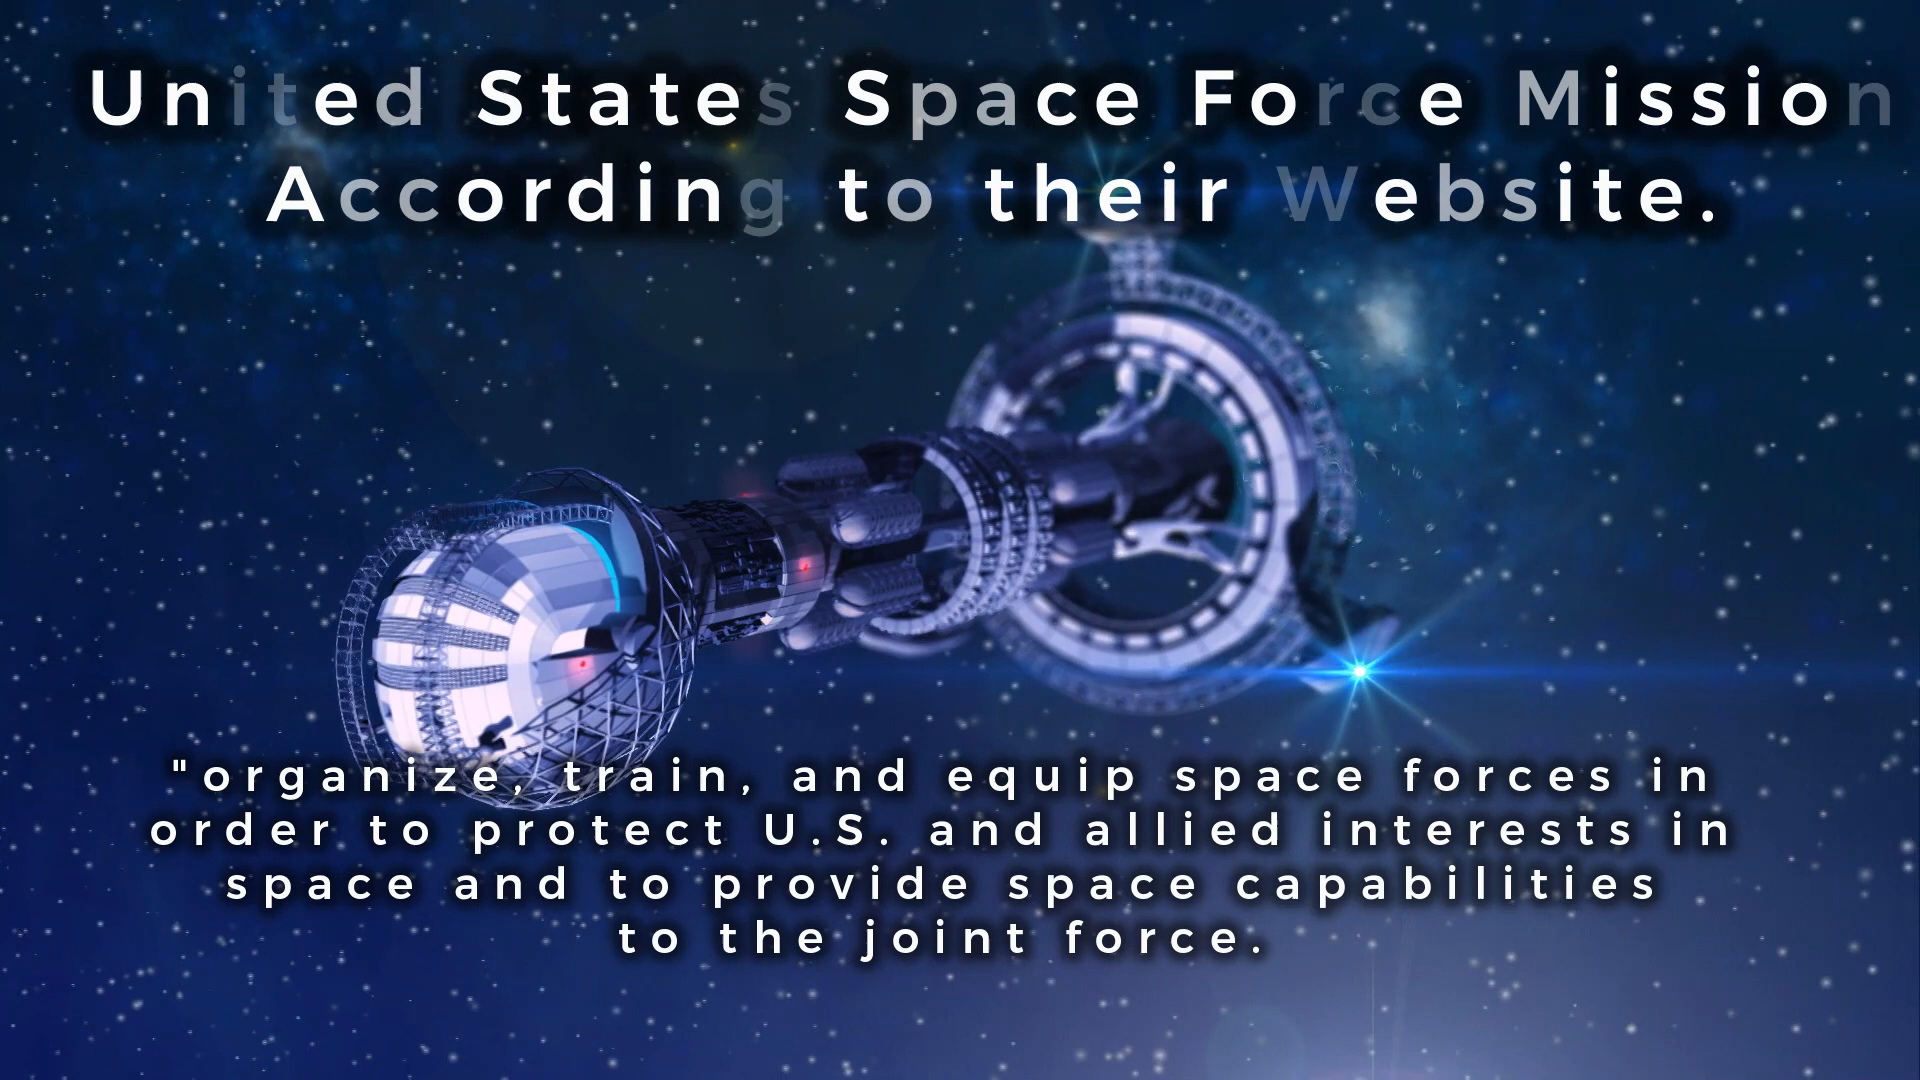 United States Space Force Mission
According to their Website.
"organize, train, and equip space forces in
order to protect U.S. and allied interests in
space and to provide space capabilities
to the joint force.